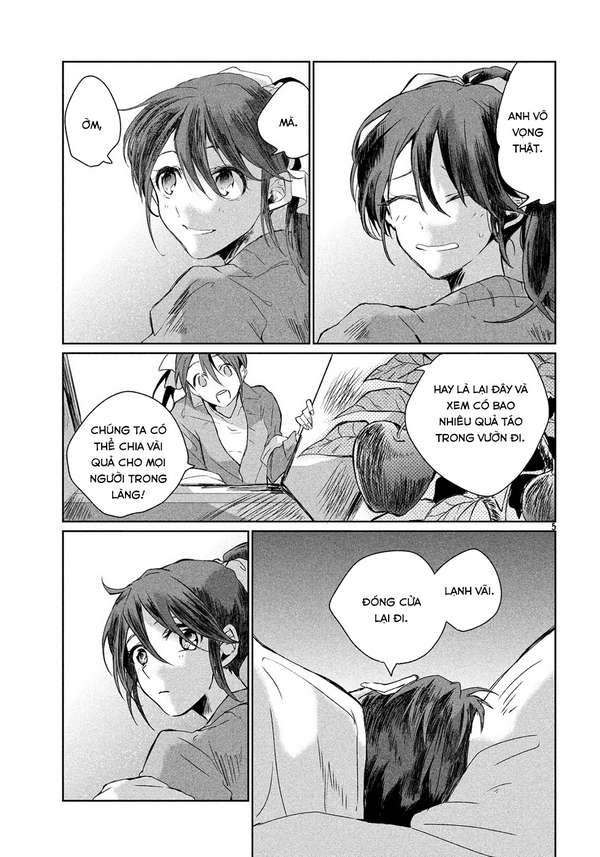 ANH VÔ
VỌNG
THẬT.
MÀ.
ỜM,
HAY LÀ LẠI ĐÂY VÀ
XEM CÓ BAO
NHIÊU QUẢ TÁO
TRONG VƯỜN ĐI.
CHÚNG TA CÓ
THỂ CHIA VÀI
QUẢ CHO MỌI
NGƯỜI TRONG
LÀNG!
5
LẠNH VÃI.
ĐÓNG CỬA
LẠI ĐI.